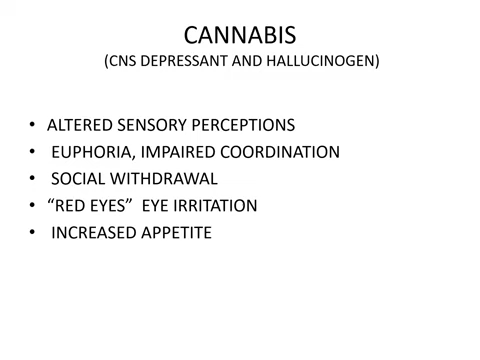 CANNABIS
(CNS DEPRESSANT AND HALLUCINOGEN)
• ALTERED SENSORY PERCEPTIONS
• EUPHORIA, IMPAIRED COORDINATION
• SOCIAL WITHDRAWAL
• “RED EYES” EYE IRRITATION
• INCREASED APPETITE